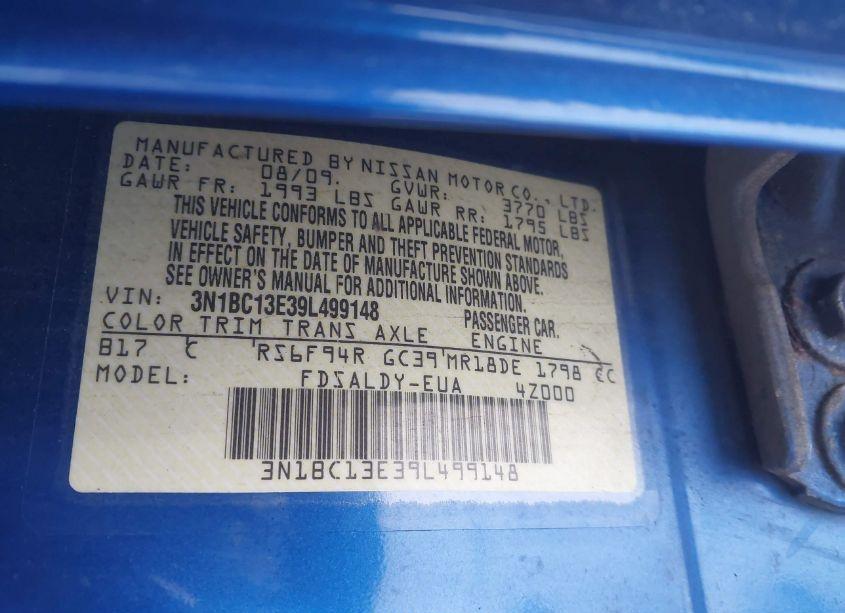 MANUFACTURED BY NISSAN MOTOR CO., LTD.
DATE: 08/09. GVWR: 3770 LBS
GAWR FR: 1993 LBS GAWR RR: 1795 LBS
THIS VEHICLE CONFORMS TO ALL APPLICABLE FEDERAL MOTOR
VEHICLE SAFETY, BUMPER AND THEFT PREVENTION STANDARDS
IN EFFECT ON THE DATE OF MANUFACTURE SHOWN ABOVE.
SEE OWNER'S MANUAL FOR ADDITIONAL INFORMATION.
VIN: 3N1BC13E39L499148 PASSENGER CAR.
COLOR TRIM TRANS AXLE ENGINE
B17 C RS6F94R GC39 MR18DE 1798 CC
MODEL: FDSALDY-EUA 4Z000
3N1BC13E39L499148